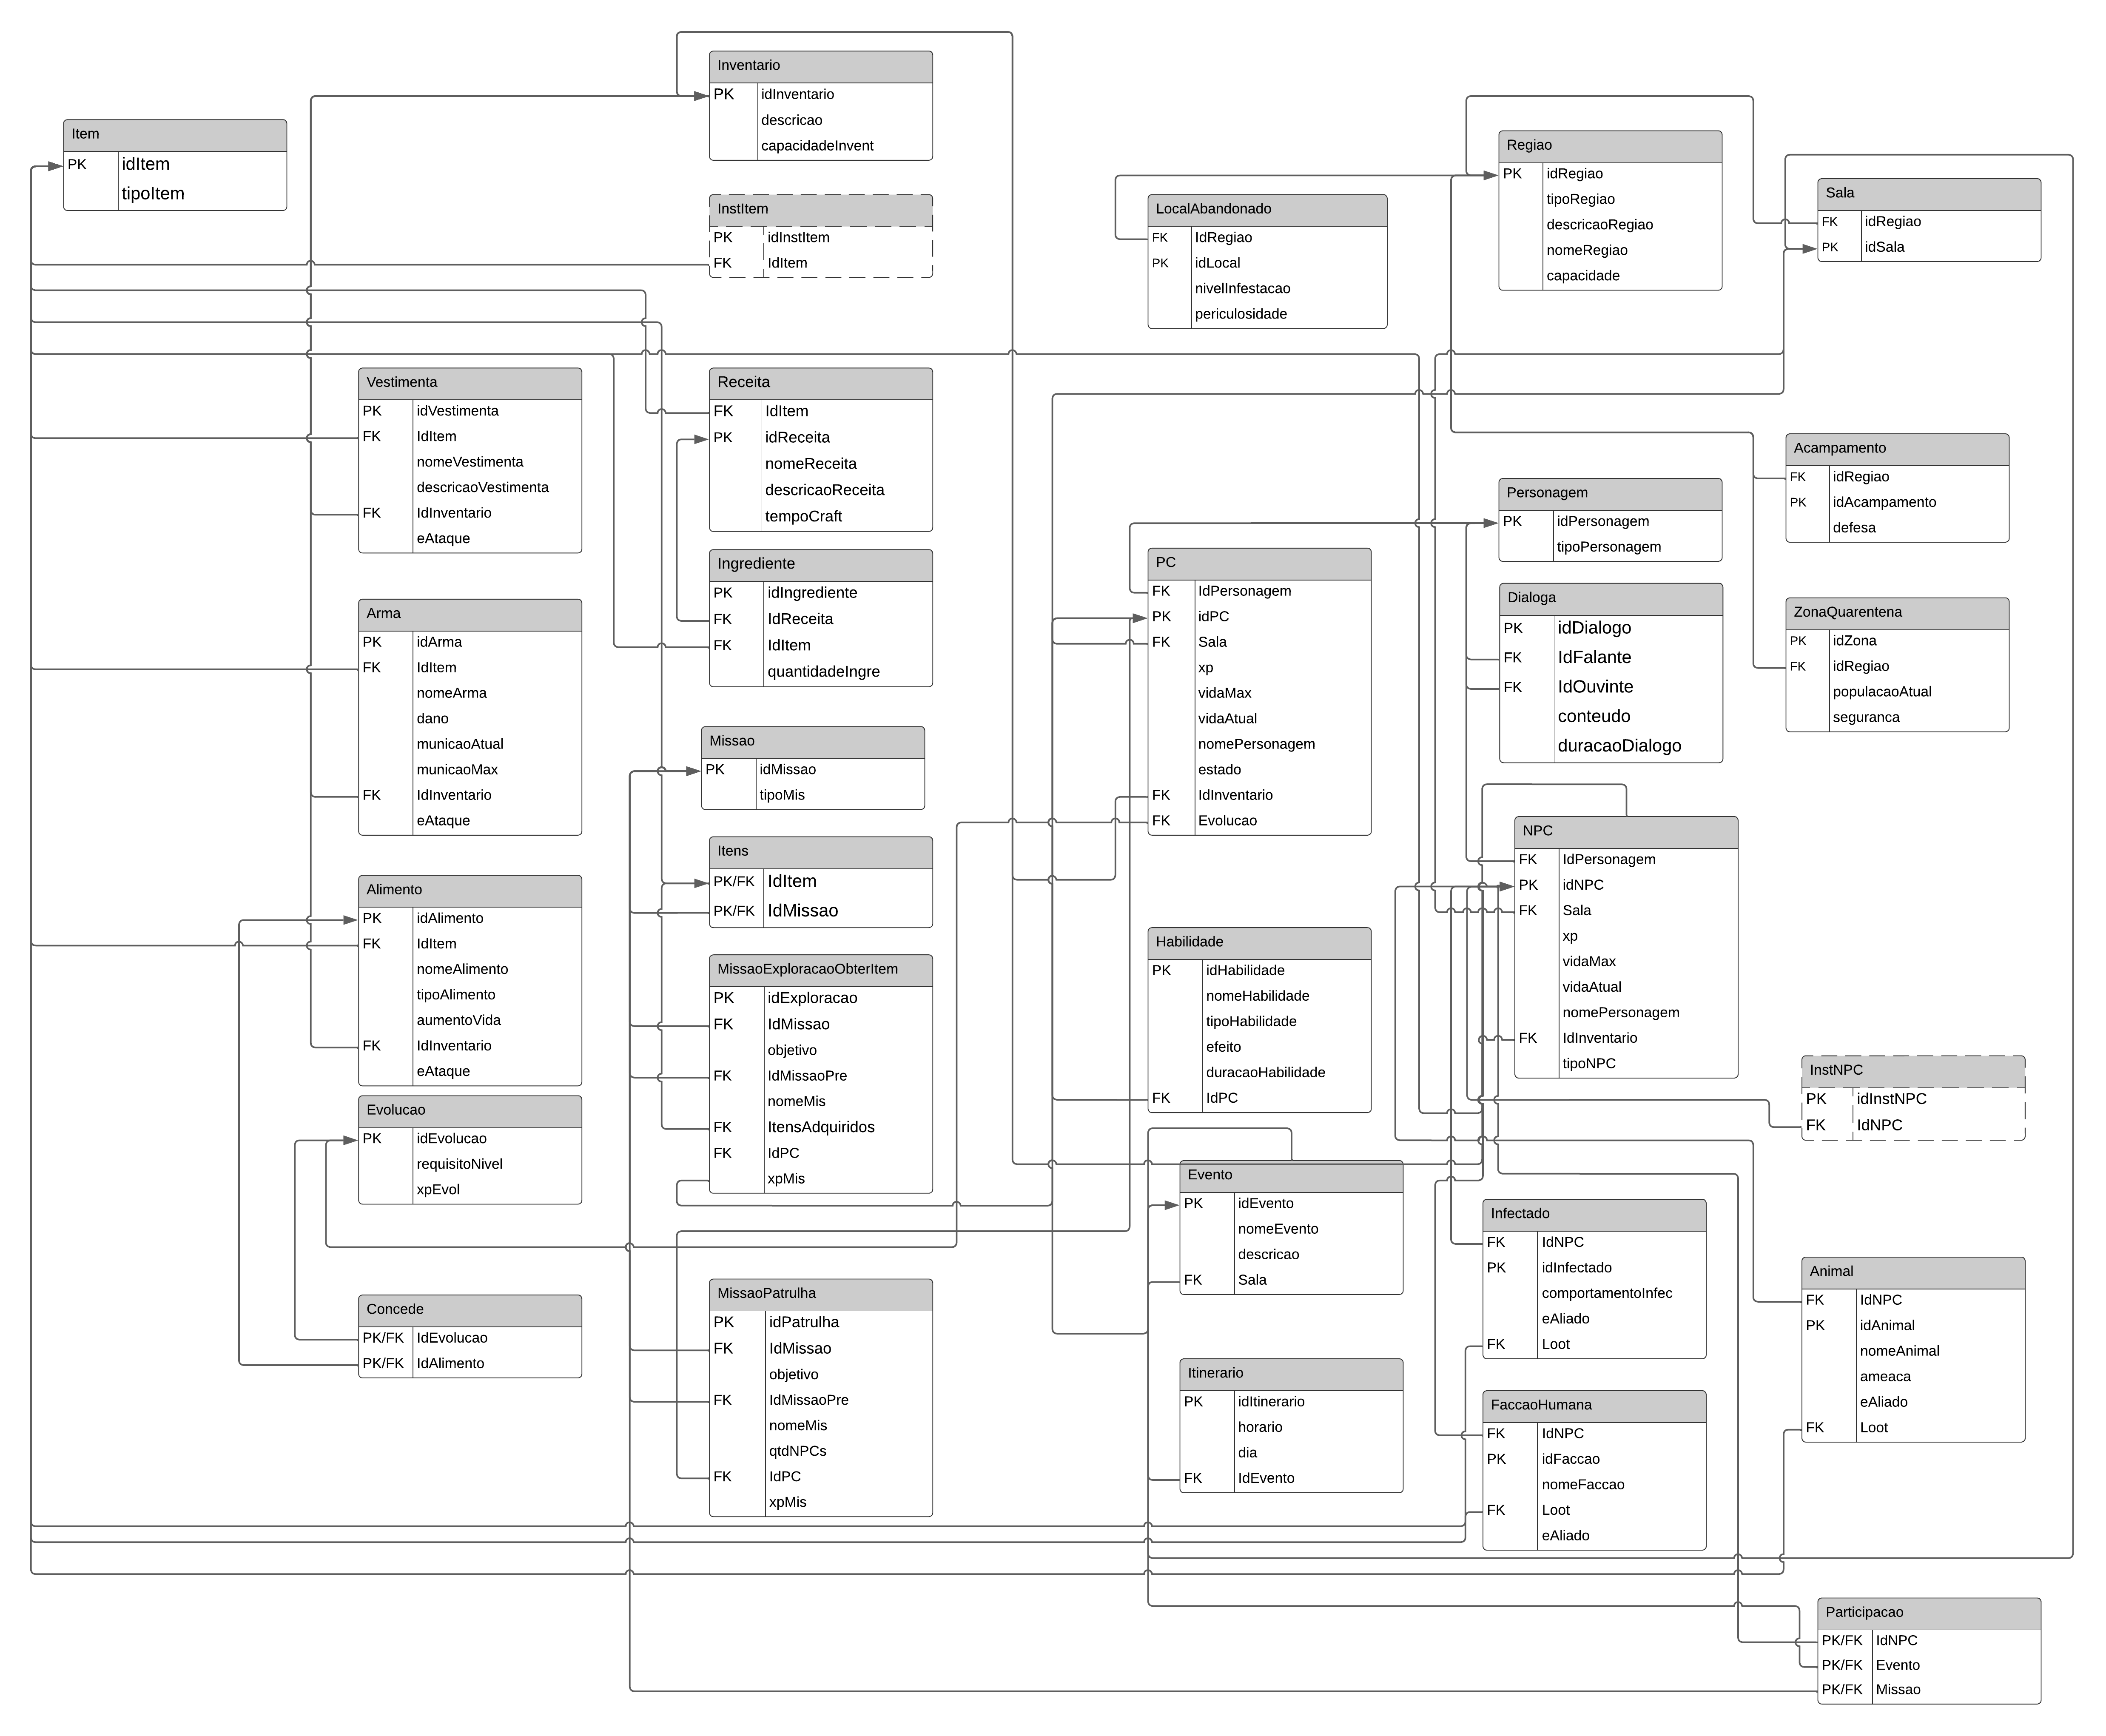 Item
PK idItem
tipoItem
Inventario
PK idInventario
descricao
capacidadeInvent
InstItem
PK idInstItem
FK IdItem
LocalAbandonado
FK IdRegiao
PK idLocal
nivelInfestacao
periculosidade
Regiao
PK idRegiao
tipoRegiao
descricaoRegiao
nomeRegiao
capacidade
Sala
FK idRegiao
PK idSala
Vestimenta
PK idVestimenta
FK IdItem
nomeVestimenta
descricaoVestimenta
FK IdInventario
eAtaque
Receita
FK IdItem
PK idReceita
nomeReceita
descricaoReceita
tempoCraft
Ingrediente
PK idIngrediente
FK IdReceita
FK IdItem
quantidadeIngre
Acampamento
FK idRegiao
PK idAcampamento
defesa
Personagem
PK idPersonagem
tipoPersonagem
Dialoga
PK idDialogo
FK IdFalante
FK IdOuvinte
conteudo
duracaoDialogo
ZonaQuarentena
PK idZona
FK idRegiao
populacaoAtual
seguranca
Arma
PK idArma
FK IdItem
nomeArma
dano
municaoAtual
municaoMax
FK IdInventario
eAtaque
PC
FK IdPersonagem
PK idPC
FK Sala
xp
vidaMax
vidaAtual
nomePersonagem
estado
FK IdInventario
FK Evolucao
Missao
PK idMissao
tipoMis
Itens
PK/FK IdItem
PK/FK IdMissao
NPC
FK IdPersonagem
PK idNPC
FK Sala
xp
vidaMax
vidaAtual
nomePersonagem
FK IdInventario
tipoNPC
Alimento
PK idAlimento
FK IdItem
nomeAlimento
tipoAlimento
aumentoVida
FK IdInventario
eAtaque
MissaoExploracaoObterItem
PK idExploracao
FK IdMissao
objetivo
FK IdMissaoPre
nomeMis
FK ItensAdquiridos
FK IdPC
xpMis
Habilidade
PK idHabilidade
nomeHabilidade
tipoHabilidade
efeito
duracaoHabilidade
FK IdPC
InstNPC
PK idInstNPC
FK IdNPC
Evolucao
PK idEvolucao
requisitoNivel
xpEvol
Evento
PK idEvento
nomeEvento
descricao
FK Sala
Infectado
FK IdNPC
PK idInfectado
comportamentoInfec
eAliado
FK Loot
Animal
FK IdNPC
PK idAnimal
nomeAnimal
ameaca
eAliado
FK Loot
Concede
PK/FK IdEvolucao
PK/FK IdAlimento
MissaoPatrulha
PK idPatrulha
FK IdMissao
objetivo
FK IdMissaoPre
nomeMis
qtdNPCs
FK IdPC
xpMis
Itinerario
PK idItinerario
horario
dia
FK IdEvento
FaccaoHumana
FK IdNPC
PK idFaccao
nomeFaccao
FK Loot
eAliado
Participacao
PK/FK IdNPC
PK/FK Evento
PK/FK Missao